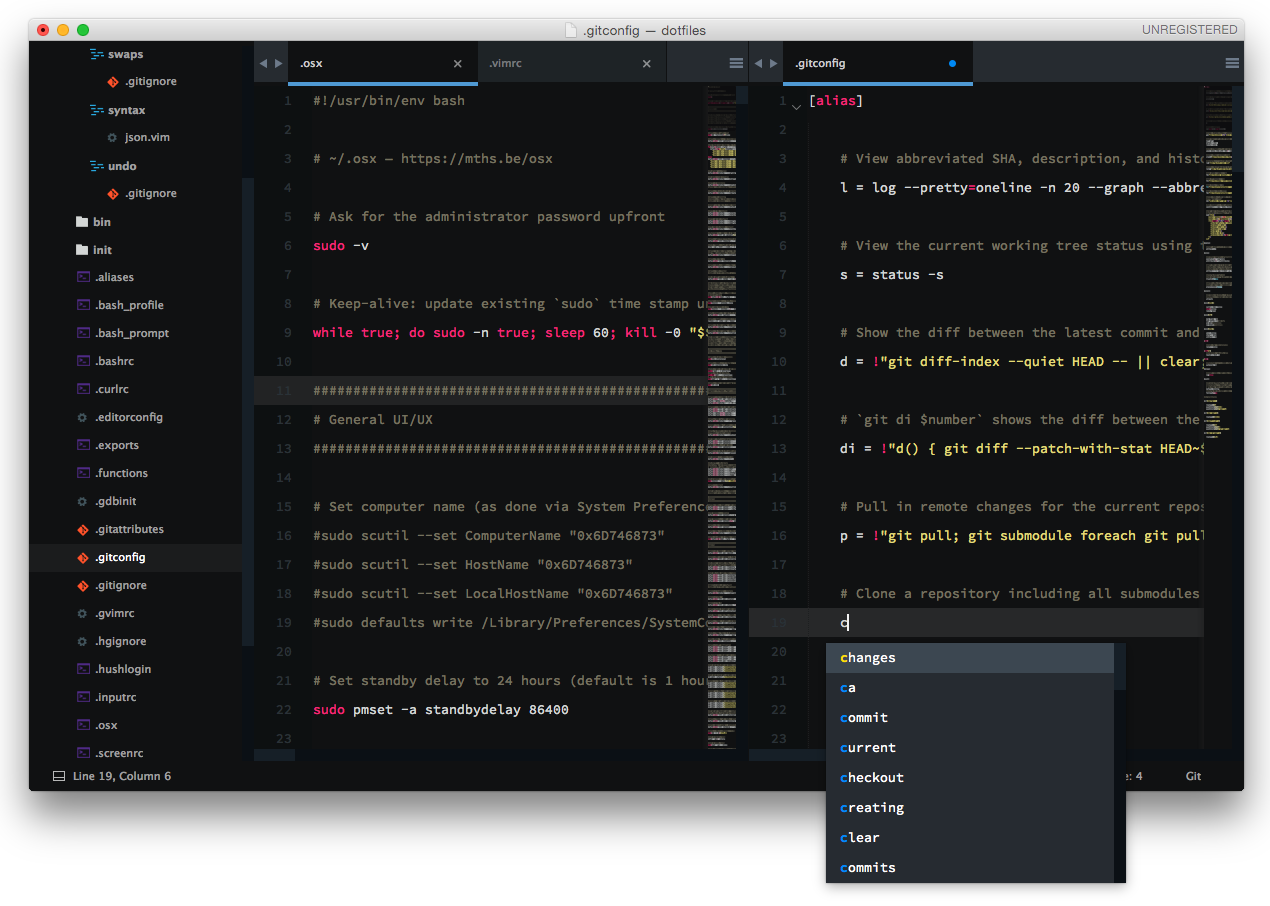 .gitconfig — dotfiles
UNREGISTERED
swaps
.gitignore
syntax
json.vim
undo
.gitignore
bin
init
.aliases
.bash_profile
.bash_prompt
.bashrc
.curlrc
.editorconfig
.exports
.functions
.gdbinit
.gitattributes
.gitconfig
.gitignore
.gvimrc
.hgignore
.hushlogin
.inputrc
.osx
.screenrc
.osx
.vimrc
1 #!/usr/bin/env bash
2
3 # ~/.osx — https://mths.be/osx
4
5 # Ask for the administrator password upfront
6 sudo -v
7
8 # Keep-alive: update existing `sudo` time stamp
9 while true; do sudo -n true; sleep 60; kill -0 "$
10
11 ##################################################
12 # General UI/UX
13 ##################################################
14
15 # Set computer name (as done via System Preferenc
16 #sudo scutil --set ComputerName "0x6D746873"
17 #sudo scutil --set HostName "0x6D746873"
18 #sudo scutil --set LocalHostName "0x6D746873"
19 #sudo defaults write /Library/Preferences/SystemC
20
21 # Set standby delay to 24 hours (default is 1 hou
22 sudo pmset -a standbydelay 86400
23
.gitconfig
1 [alias]
2
3 # View abbreviated SHA, description, and histo
4 l = log --pretty=oneline -n 20 --graph --abbre
5
6 # View the current working tree status using
7 s = status -s
8
9 # Show the diff between the latest commit and
10 d = !"git diff-index --quiet HEAD -- || clear;
11
12 # `git di $number` shows the diff between the
13 di = !"d() { git diff --patch-with-stat HEAD~$
14
15 # Pull in remote changes for the current repos
16 p = !"git pull; git submodule foreach git pull
17
18 # Clone a repository including all submodules
19 c
20
21
22
23
changes
ca
commit
current
checkout
creating
clear
commits
Line 19, Column 6
e: 4
Git